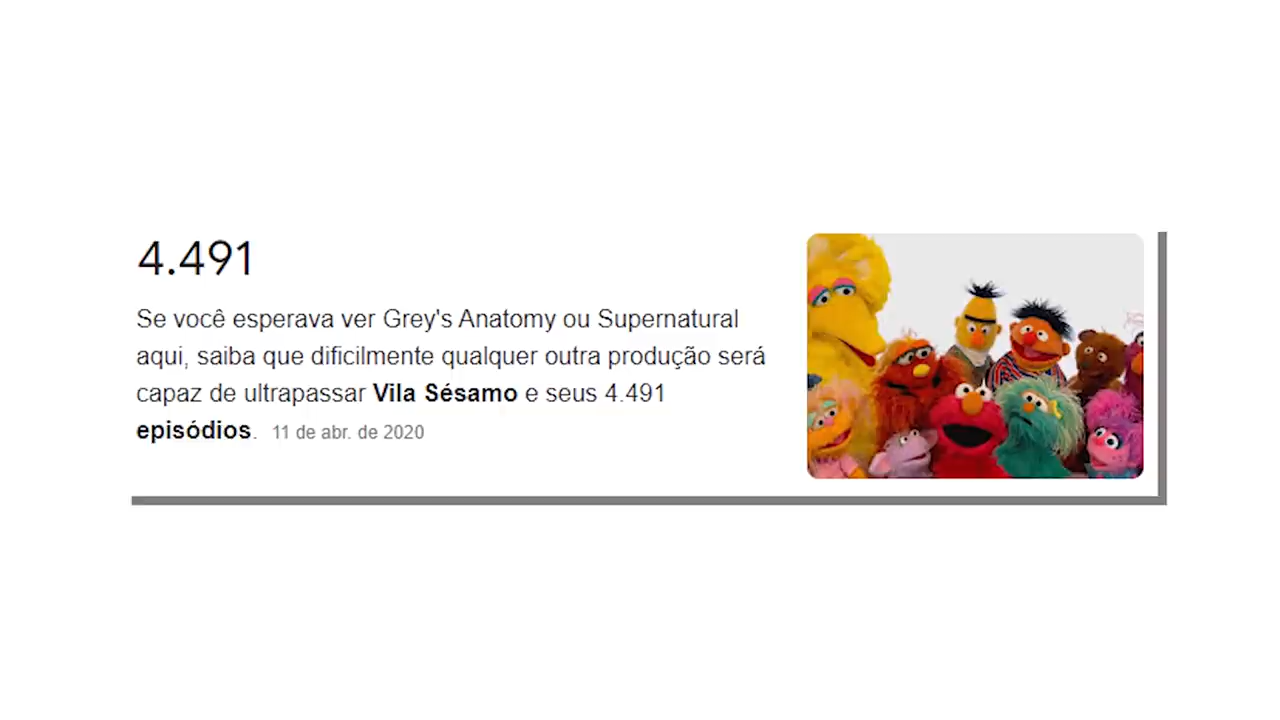 4.491
Se você esperava ver Grey's Anatomy ou Supernatural
aqui, saiba que dificilmente qualquer outra produção será
capaz de ultrapassar Vila Sésamo e seus 4.491
episódios. 11 de abr. de 2020